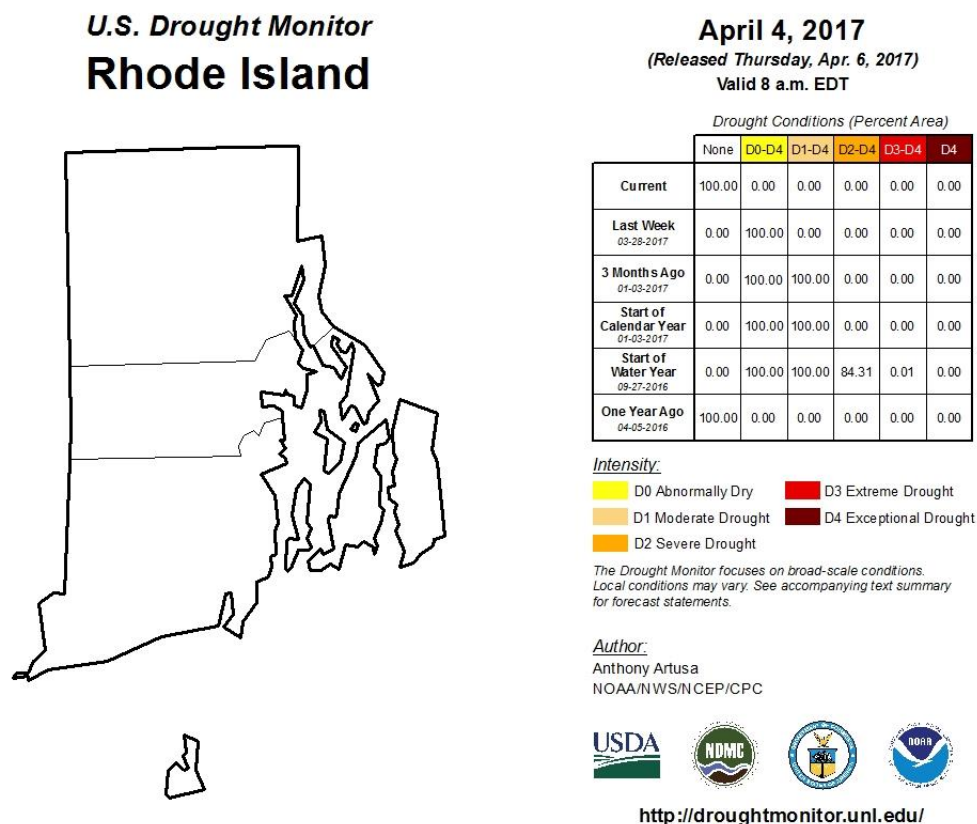 U.S. Drought Monitor
Rhode Island
April 4, 2017
(Released Thursday, Apr. 6, 2017)
Valid 8 a.m. EDT
Drought Conditions (Percent Area)
None D0-D4 D1-D4 D2-D4 D3-D4 D4
Current 100.00 0.00 0.00 0.00 0.00 0.00
Last Week
03-28-2017
0.00 100.00 0.00 0.00 0.00 0.00
3 Months Ago
01-03-2017
0.00 100.00 100.00 0.00 0.00 0.00
Start of
Calendar Year
01-03-2017
0.00 100.00 100.00 0.00 0.00 0.00
Start of
Water Year
09-27-2016
0.00 100.00 100.00 84.31 0.01 0.00
One Year Ago
04-05-2016
100.00 0.00 0.00 0.00 0.00 0.00
Intensity:
D0 Abnormally Dry
D1 Moderate Drought
D2 Severe Drought
D3 Extreme Drought
D4 Exceptional Drought
The Drought Monitor focuses on broad-scale conditions.
Local conditions may vary. See accompanying text summary
for forecast statements.
Author:
Anthony Artusa
NOAA/NWS/NCEP/CPC
USDA
NDMC
NOAA
http://droughtmonitor.unl.edu/